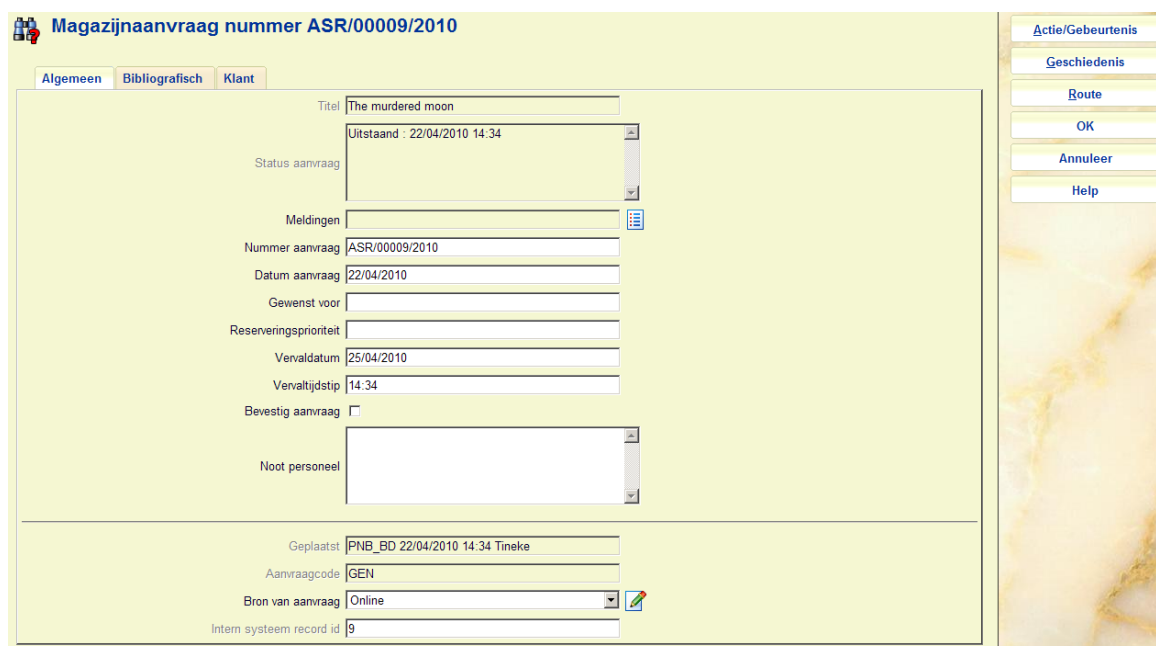 Magazijnaanvraag nummer ASR/00009/2010
Algemeen Bibliografisch Klant
Titel The murdered moon
Status aanvraag Uitstaand : 22/04/2010 14:34
Meldingen
Nummer aanvraag ASR/00009/2010
Datum aanvraag 22/04/2010
Gewenst voor
Reserveringsprioriteit
Vervaldatum 25/04/2010
Vervaltijdstip 14:34
Bevestig aanvraag
Noot personeel
Geplaatst PNB_BD 22/04/2010 14:34 Tineke
Aanvraagcode GEN
Bron van aanvraag Online
Intern systeem record id 9
Actie/Gebeurtenis
Geschiedenis
Route
OK
Annuleer
Help